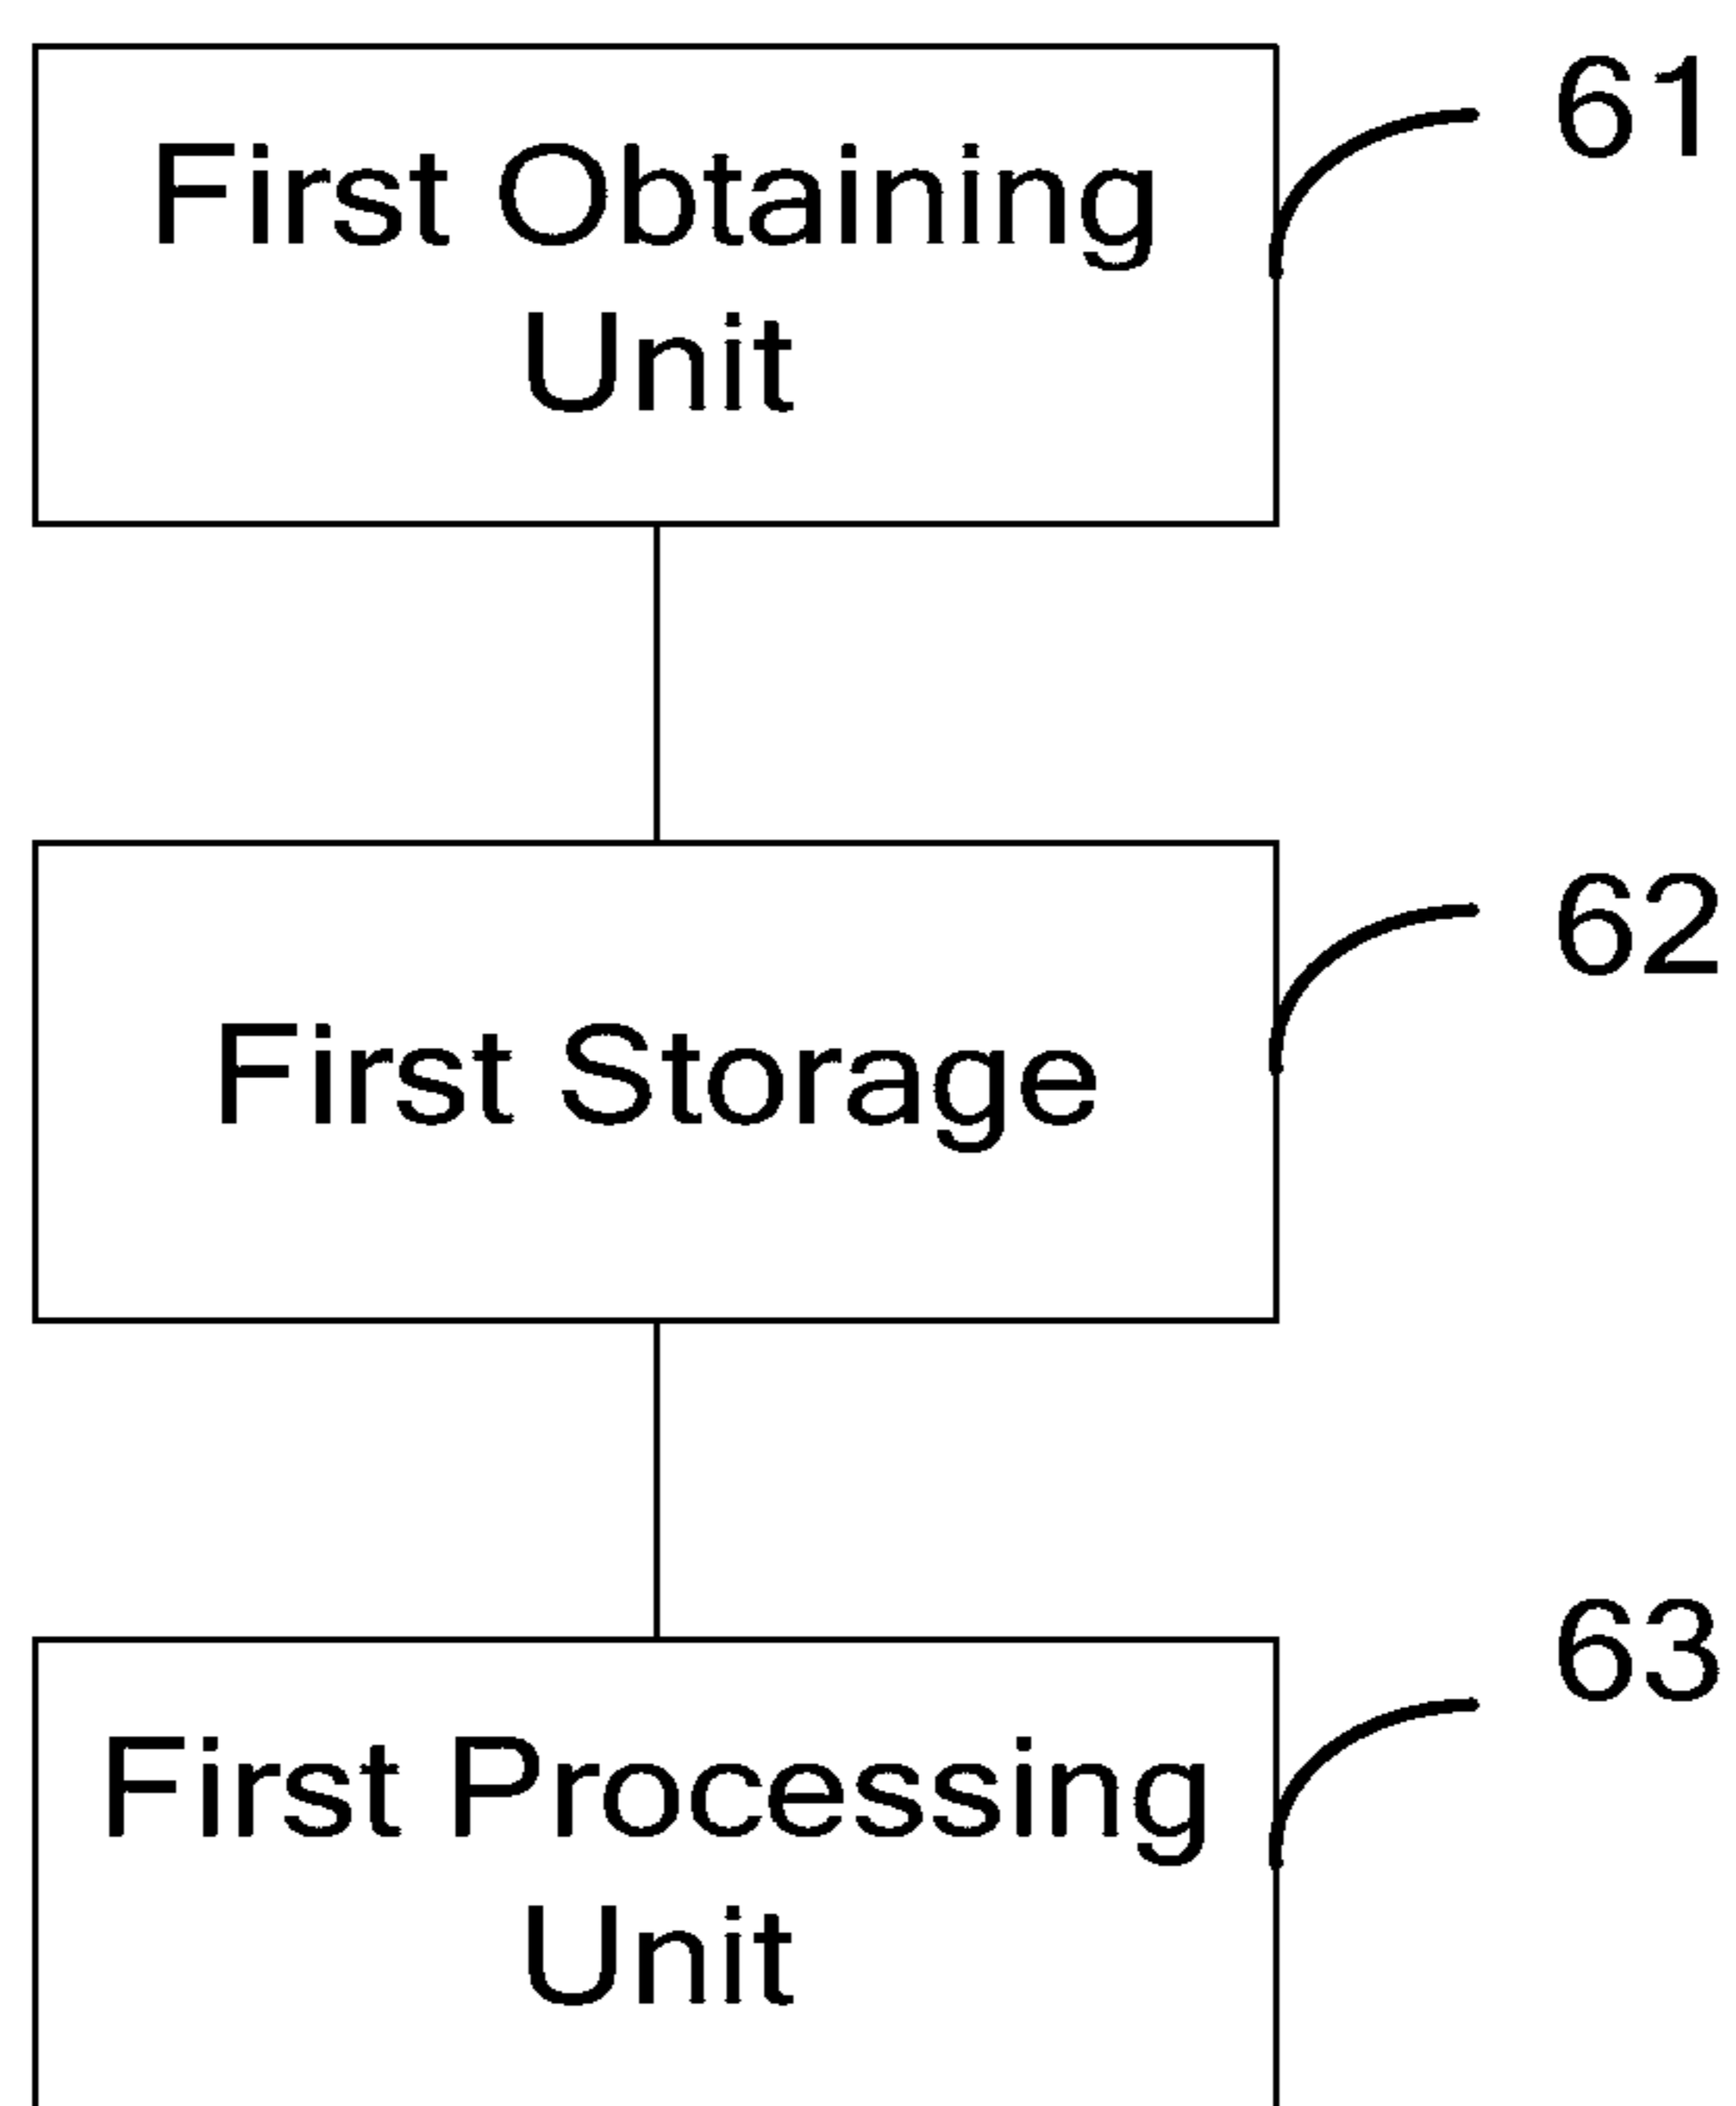 First Obtaining
Unit
61
First Storage
62
First Processing
Unit
63